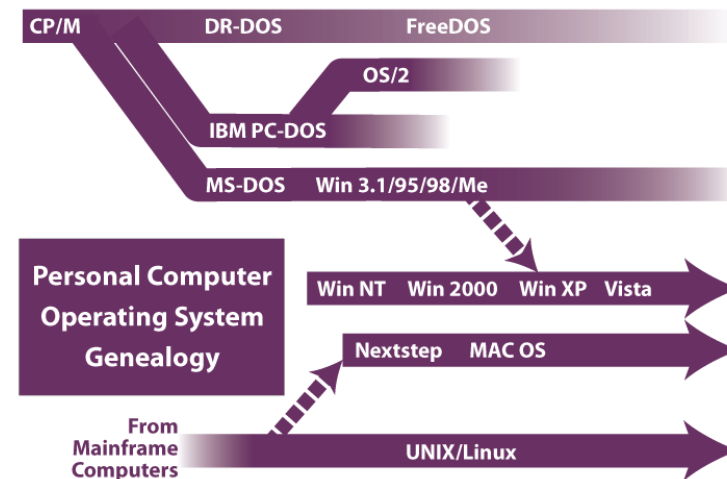 CP/M DR-DOS FreeDOS
OS/2
IBM PC-DOS
MS-DOS Win 3.1/95/98/Me
Personal Computer
Operating System
Genealogy
Win NT Win 2000 Win XP Vista
Nextstep MAC OS
From
Mainframe
Computers
UNIX/Linux